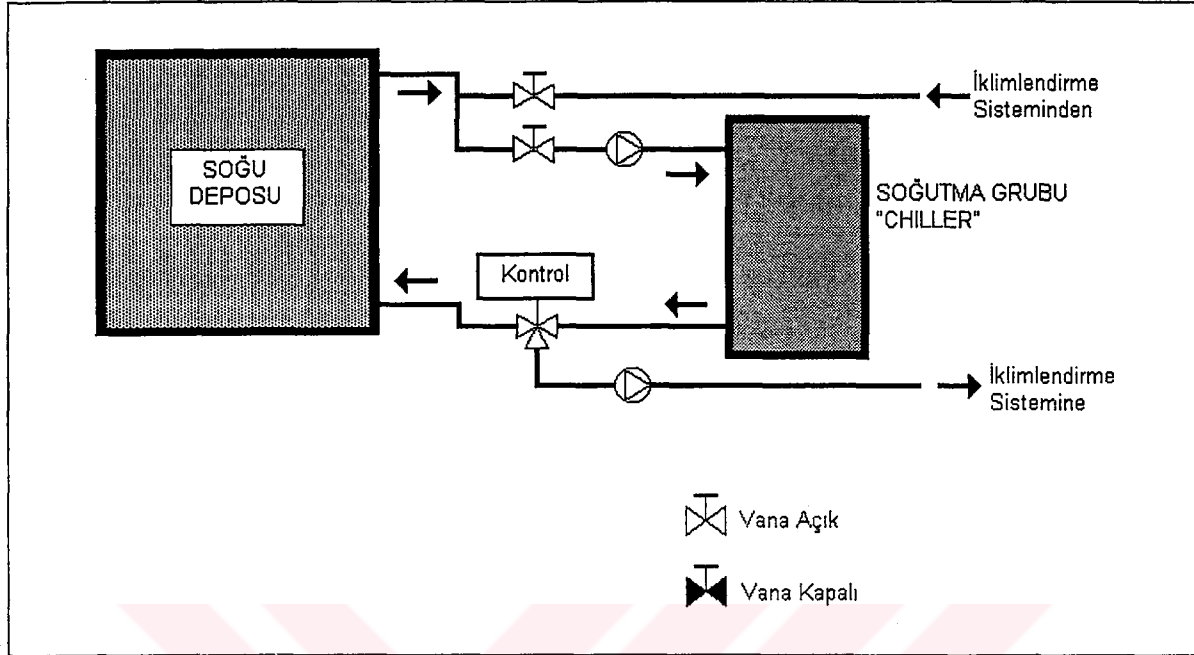 İklimlendirme
Sisteminden
SOĞU
DEPOSU
SOĞUTMA GRUBU
"CHILLER"
Kontrol
İklimlendirme
Sistemine
Vana Açık
Vana Kapalı